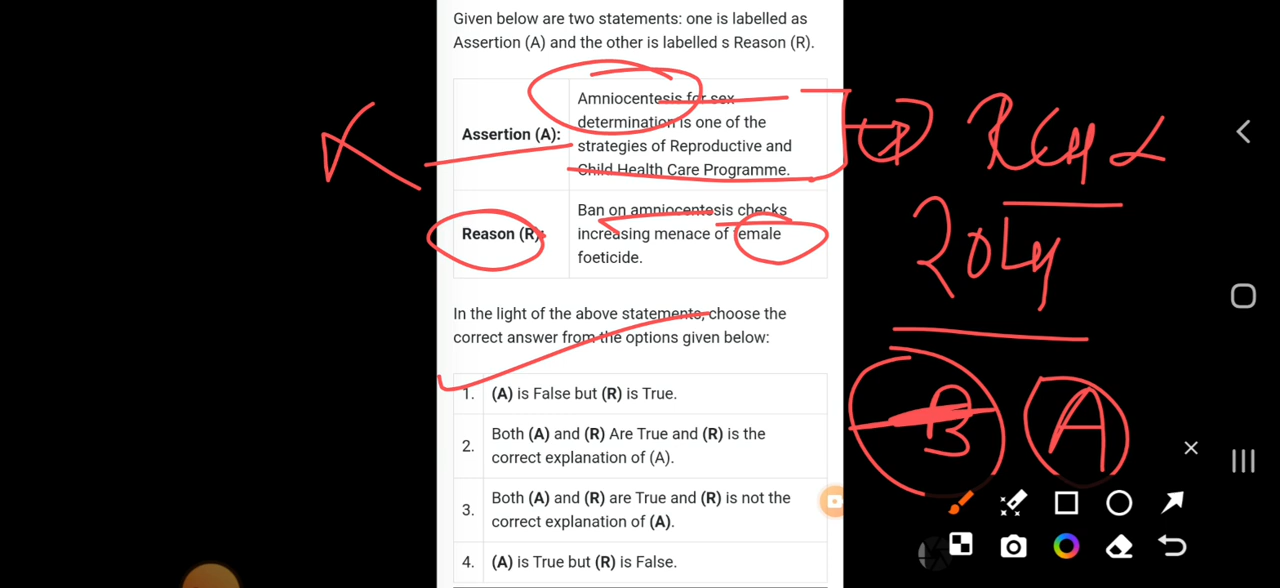 Given below are two statements: one is labelled as
Assertion (A) and the other is labelled s Reason (R).
Assertion (A):
Amniocentesis for sex
determination is one of the
strategies of Reproductive and
Child Health Care Programme.
Reason (R):
Ban on amniocentesis checks
increasing menace of female
foeticide.
In the light of the above statements, choose the
correct answer from the options given below:
1. (A) is False but (R) is True.
2. Both (A) and (R) Are True and (R) is the
correct explanation of (A).
3. Both (A) and (R) are True and (R) is not the
correct explanation of (A).
4. (A) is True but (R) is False.
A